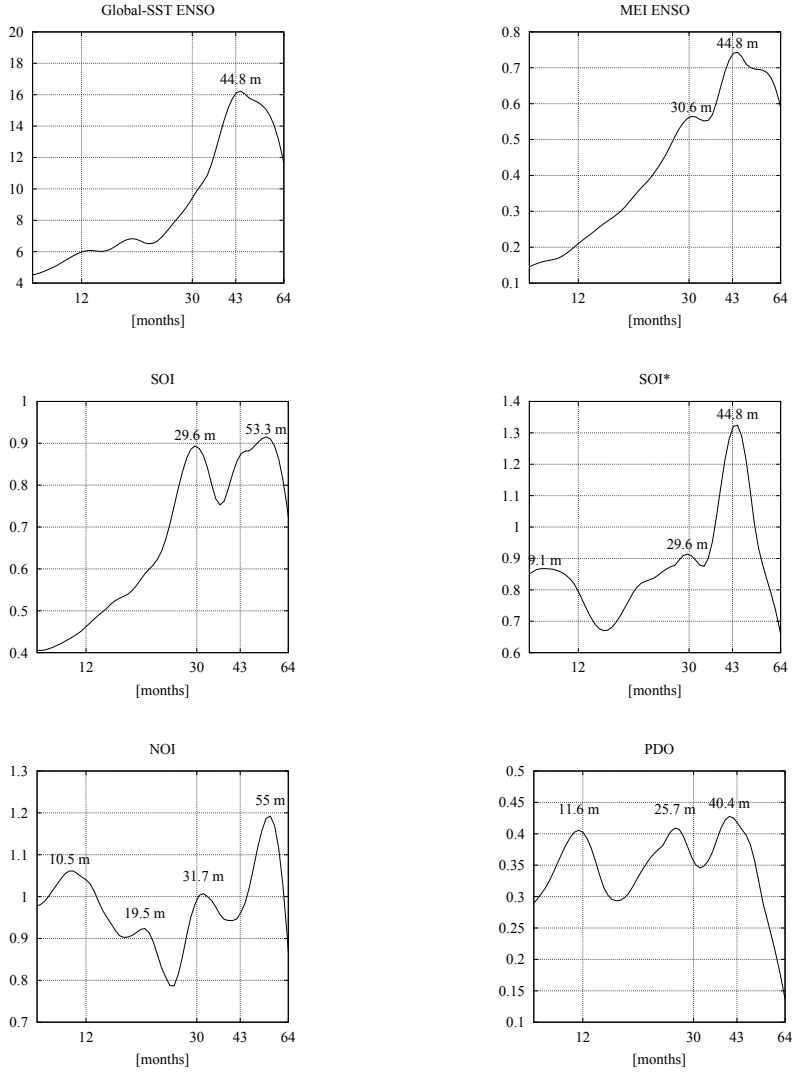 Global-SST ENSO
20
18
16
14
12
10
8
6
4
44.8 m
12
30
43
64
[months]
MEI ENSO
0.8
0.7
0.6
0.5
0.4
0.3
0.2
0.1
44.8 m
30.6 m
12
30
43
64
[months]
SOI
1
0.9
0.8
0.7
0.6
0.5
0.4
29.6 m
53.3 m
12
30
43
64
[months]
SOI*
1.4
1.3
1.2
1.1
1
0.9
0.8
0.7
0.6
44.8 m
29.6 m
9.1 m
12
30
43
64
[months]
NOI
1.3
1.2
1.1
1
0.9
0.8
0.7
55 m
10.5 m
31.7 m
19.5 m
12
30
43
64
[months]
PDO
0.5
0.45
0.4
0.35
0.3
0.25
0.2
0.15
0.1
11.6 m
25.7 m
40.4 m
12
30
43
64
[months]